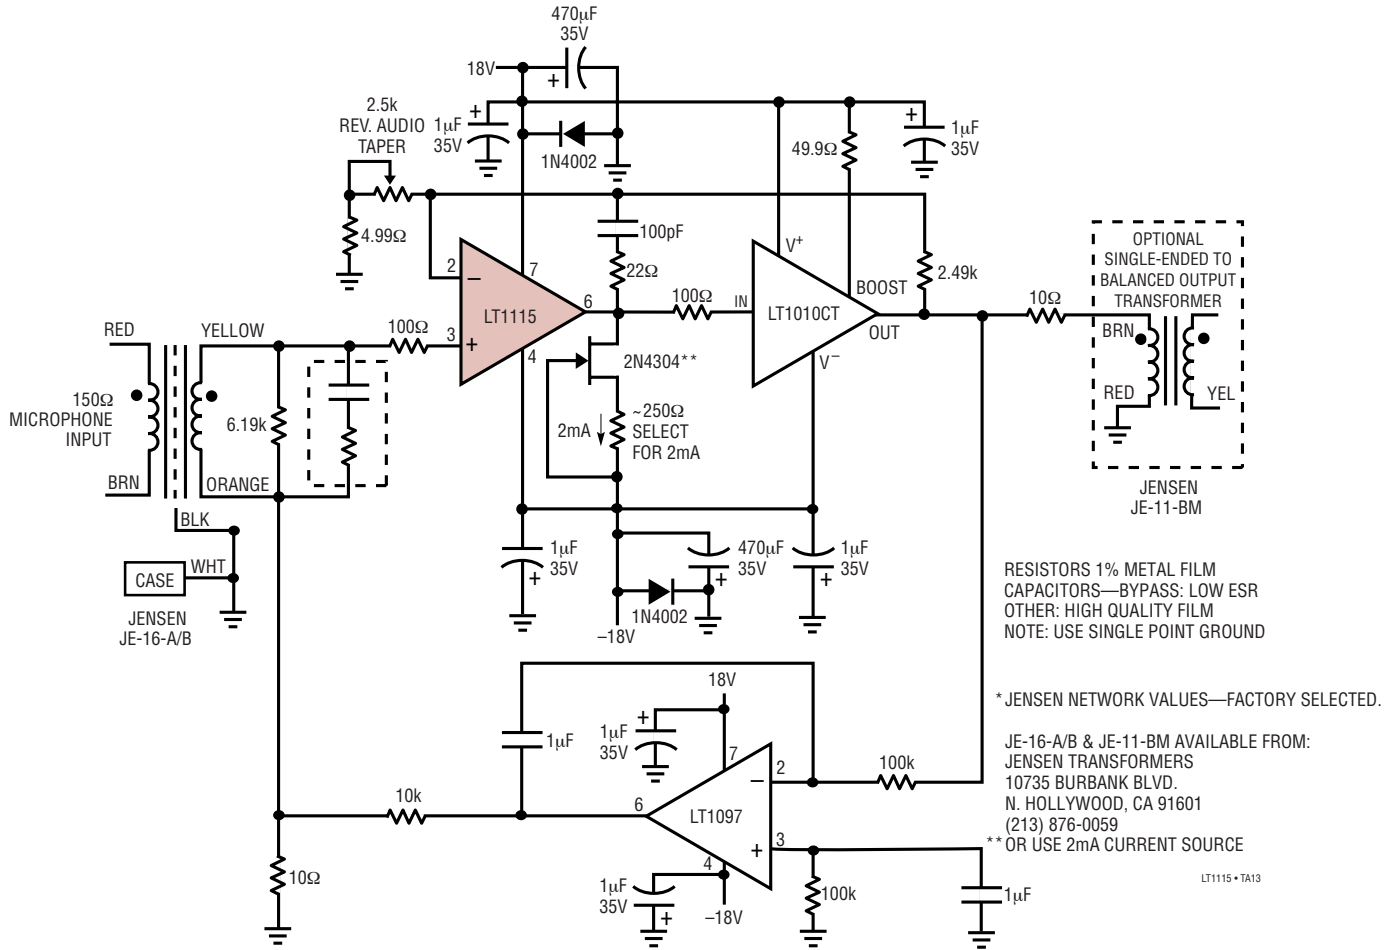 470µF
35V
18V
+
2.5k
REV. AUDIO
TAPER
+
1µF
35V
1N4002
49.9Ω
+
1µF
35V
4.99Ω
100pF
22Ω
2
–
7
LT1115
6
3
+
4
100Ω
IN
V+
LT1010CT
BOOST
OUT
V–
2.49k
10Ω
OPTIONAL
SINGLE-ENDED TO
BALANCED OUTPUT
TRANSFORMER
BRN
RED
YEL
JENSEN
JE-11-BM
RED
YELLOW
100Ω
150Ω
MICROPHONE
INPUT
6.19k
BRN
ORANGE
BLK
WHT
CASE
JENSEN
JE-16-A/B
2N4304**
2mA
~250Ω
SELECT
FOR 2mA
1µF
35V
+
470µF
35V
+
1µF
35V
+
1N4002
–18V
RESISTORS 1% METAL FILM
CAPACITORS—BYPASS: LOW ESR
OTHER: HIGH QUALITY FILM
NOTE: USE SINGLE POINT GROUND
18V
+
1µF
35V
1µF
7
2
–
100k
10k
6
LT1097
3
+
4
10Ω
1µF
35V
+
–18V
100k
1µF
*JENSEN NETWORK VALUES—FACTORY SELECTED.
JE-16-A/B & JE-11-BM AVAILABLE FROM:
JENSEN TRANSFORMERS
10735 BURBANK BLVD.
N. HOLLYWOOD, CA 91601
(213) 876-0059
**OR USE 2mA CURRENT SOURCE
LT1115 • TA13